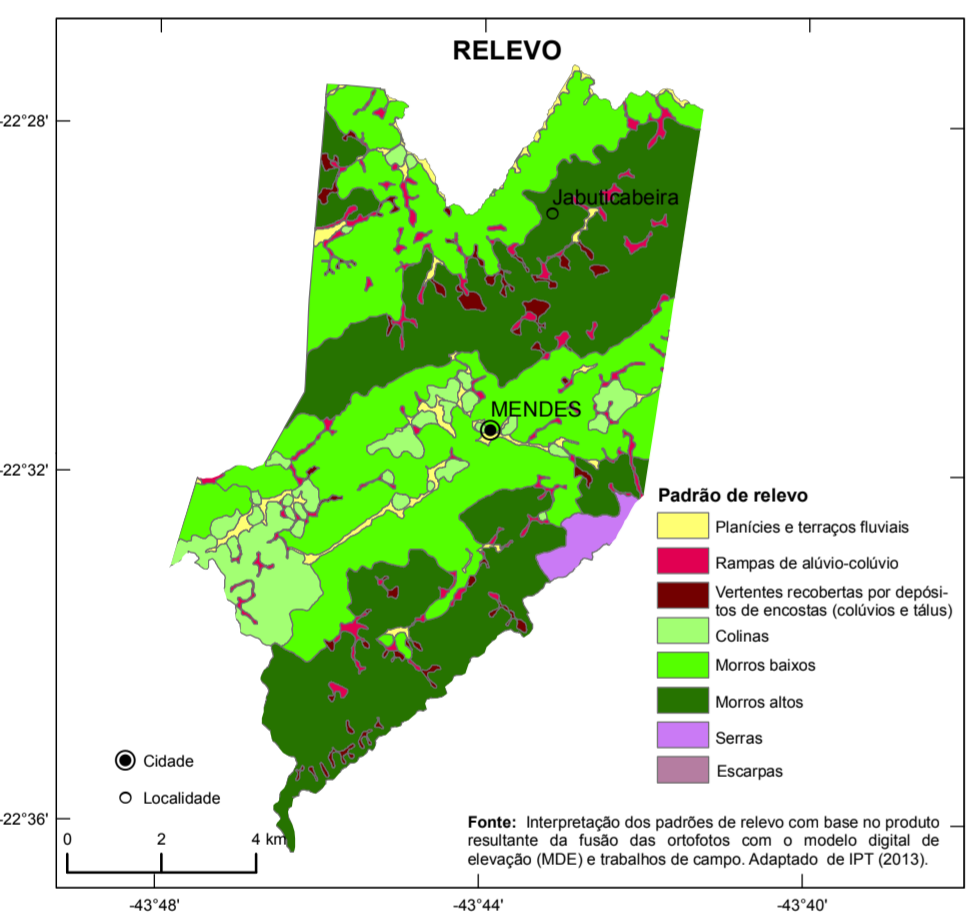 RELEVO
-22°28'
Jabuticabeira
MENDES
-22°32'
Padrão de relevo
Planícies e terraços fluviais
Rampas de alúvio-colúvio
Vertentes recobertas por depósi-
tos de encostas (colúvios e tálus)
Colinas
Morros baixos
Morros altos
Serras
Escarpas
Cidade
Localidade
-22°36'
0 2 4 km
Fonte: Interpretação dos padrões de relevo com base no produto
resultante da fusão das ortofotos com o modelo digital de
elevação (MDE) e trabalhos de campo. Adaptado de IPT (2013).
-43°48' -43°44' -43°40'